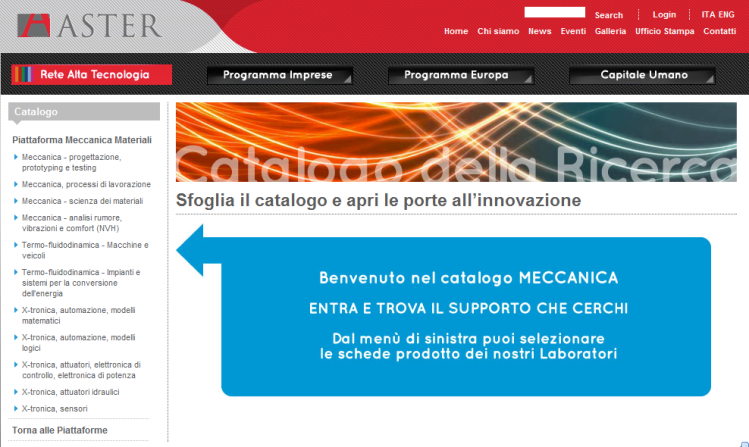 ASTER
Search
Login
ITA ENG
Home
Chi siamo
News
Eventi
Galleria
Ufficio Stampa
Contatti
Rete Alta Tecnologia
Programma Imprese
Programma Europa
Capitale Umano
Catalogo
Piattaforma Meccanica Materiali
Meccanica - progettazione,
prototyping e testing
Meccanica, processi di lavorazione
Meccanica - scienza dei materiali
Meccanica - analisi rumore,
vibrazioni e comfort (NVH)
Termo-fluidodinamica - Macchine e
veicoli
Termo-fluidodinamica - Impianti e
sistemi per la conversione
dell'energia
X-tronica, automazione, modelli
matematici
X-tronica, automazione, modelli
logici
X-tronica, attuatori, elettronica di
controllo, elettronica di potenza
X-tronica, attuatori idraulici
X-tronica, sensori
Torna alle Piattaforme
Catalogo della Ricerca
Sfoglia il catalogo e apri le porte all'innovazione
Benvenuto nel catalogo MECCANICA
ENTRA E TROVA IL SUPPORTO CHE CERCHI
Dal menù di sinistra puoi selezionare
le schede prodotto dei nostri Laboratori